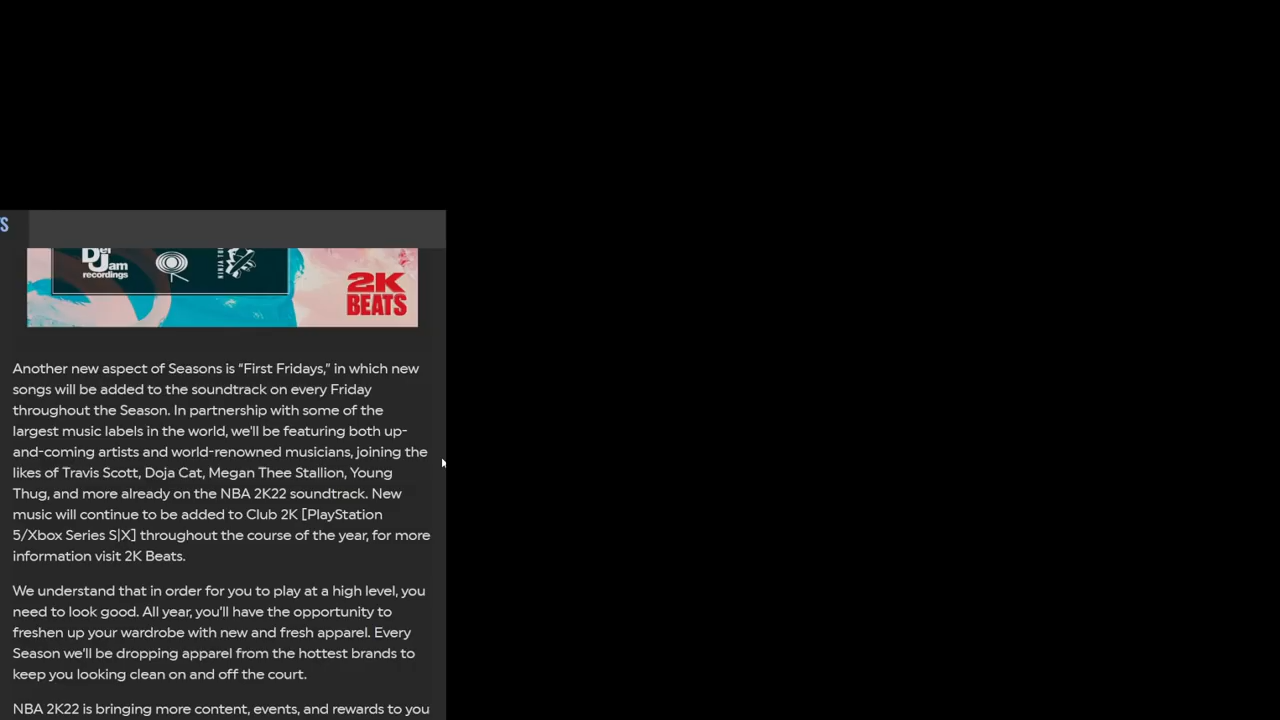 S
Def
Jam
recordings
2K
BEATS
Another new aspect of Seasons is “First Fridays,” in which new
songs will be added to the soundtrack on every Friday
throughout the Season. In partnership with some of the
largest music labels in the world, we'll be featuring both up-
and-coming artists and world-renowned musicians, joining the
likes of Travis Scott, Doja Cat, Megan Thee Stallion, Young
Thug, and more already on the NBA 2K22 soundtrack. New
music will continue to be added to Club 2K [PlayStation
5/Xbox Series S|X] throughout the course of the year, for more
information visit 2K Beats.
We understand that in order for you to play at a high level, you
need to look good. All year, you’ll have the opportunity to
freshen up your wardrobe with new and fresh apparel. Every
Season we’ll be dropping apparel from the hottest brands to
keep you looking clean on and off the court.
NBA 2K22 is bringing more content, events, and rewards to you